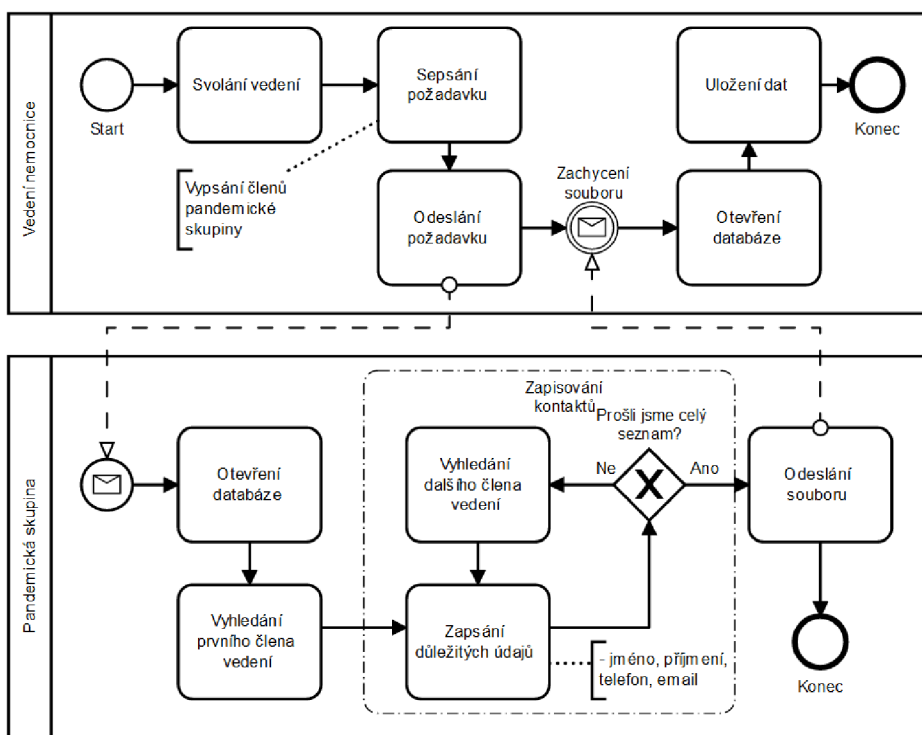 Vedení nemocnice
Start
Svolání vedení
Sepsání
požadavku
Uložení dat
Konec
Vypsání členů
pandemické
skupiny
Odeslání
požadavku
Zachycení
souboru
Otevření
databáze
Pandemická skupina
Zapisování
kontaktů
Prošli jsme celý
seznam?
Otevření
databáze
Vyhledání
dalšího člena
vedení
Ne
Ano
Odeslání
souboru
Vyhledání
prvního člena
vedení
Zapsání
důležitých údajů
- jméno, příjmení,
telefon, email
Konec